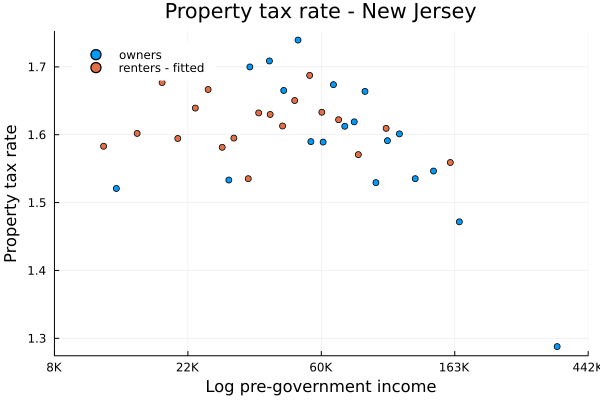 Property tax rate - New Jersey
owners
renters - fitted
Property tax rate
1.7
1.6
1.5
1.4
1.3
8K 22K 60K 163K 442K
Log pre-government income